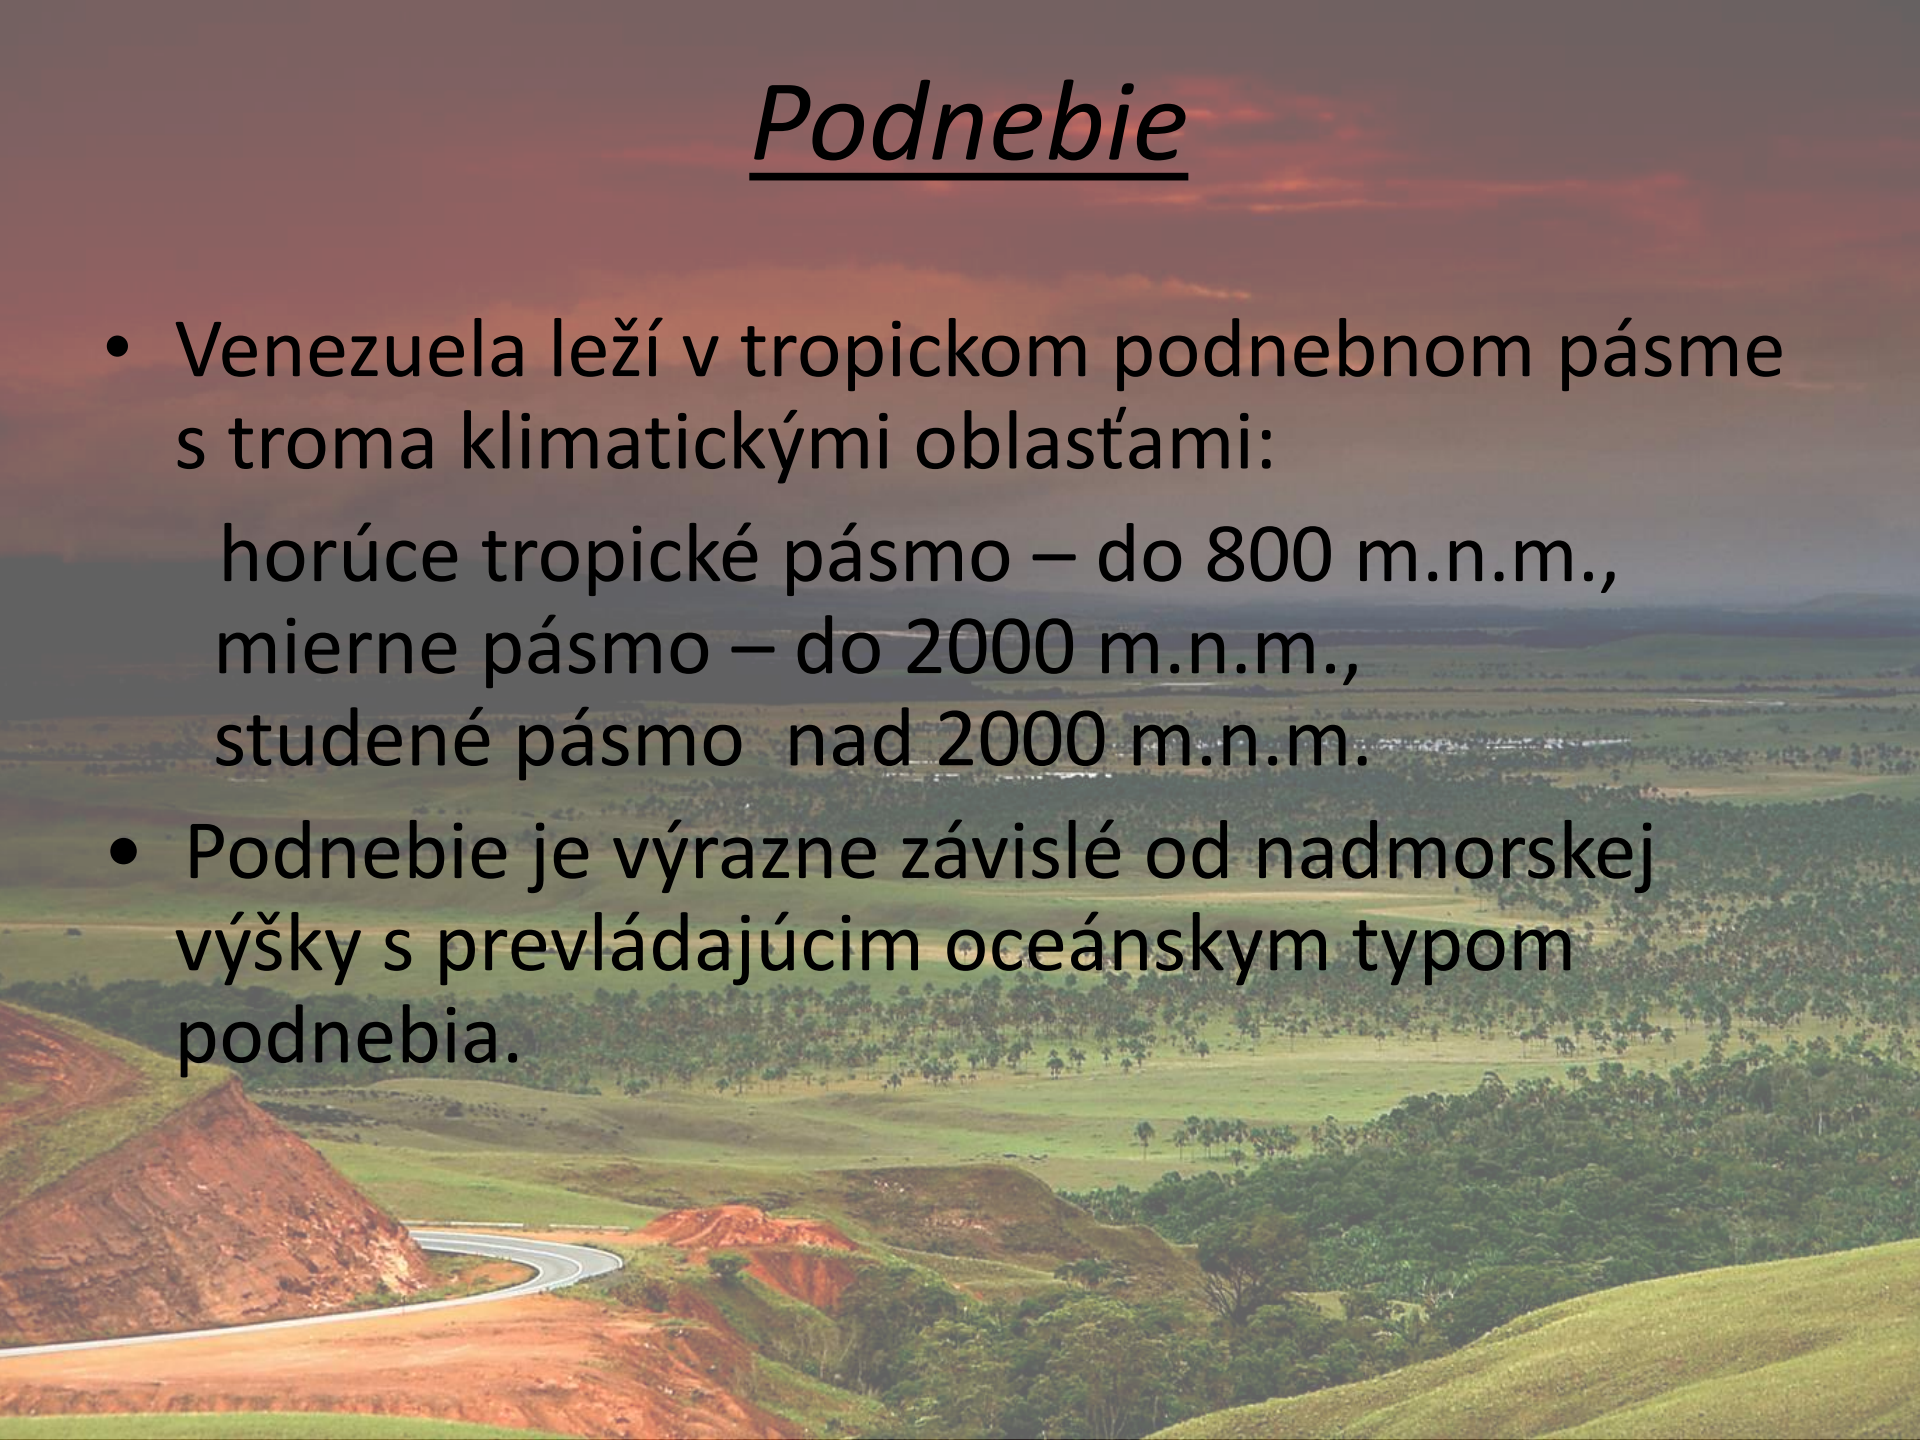 Podnebie
• Venezuela leží v tropickom podnebnom pásme
s troma klimatickými oblasťami:
horúce tropické pásmo – do 800 m.n.m.,
mierne pásmo – do 2000 m.n.m.,
studené pásmo  nad 2000 m.n.m.
• Podnebie je výrazne závislé od nadmorskej
výšky s prevládajúcim oceánskym typom
podnebia.